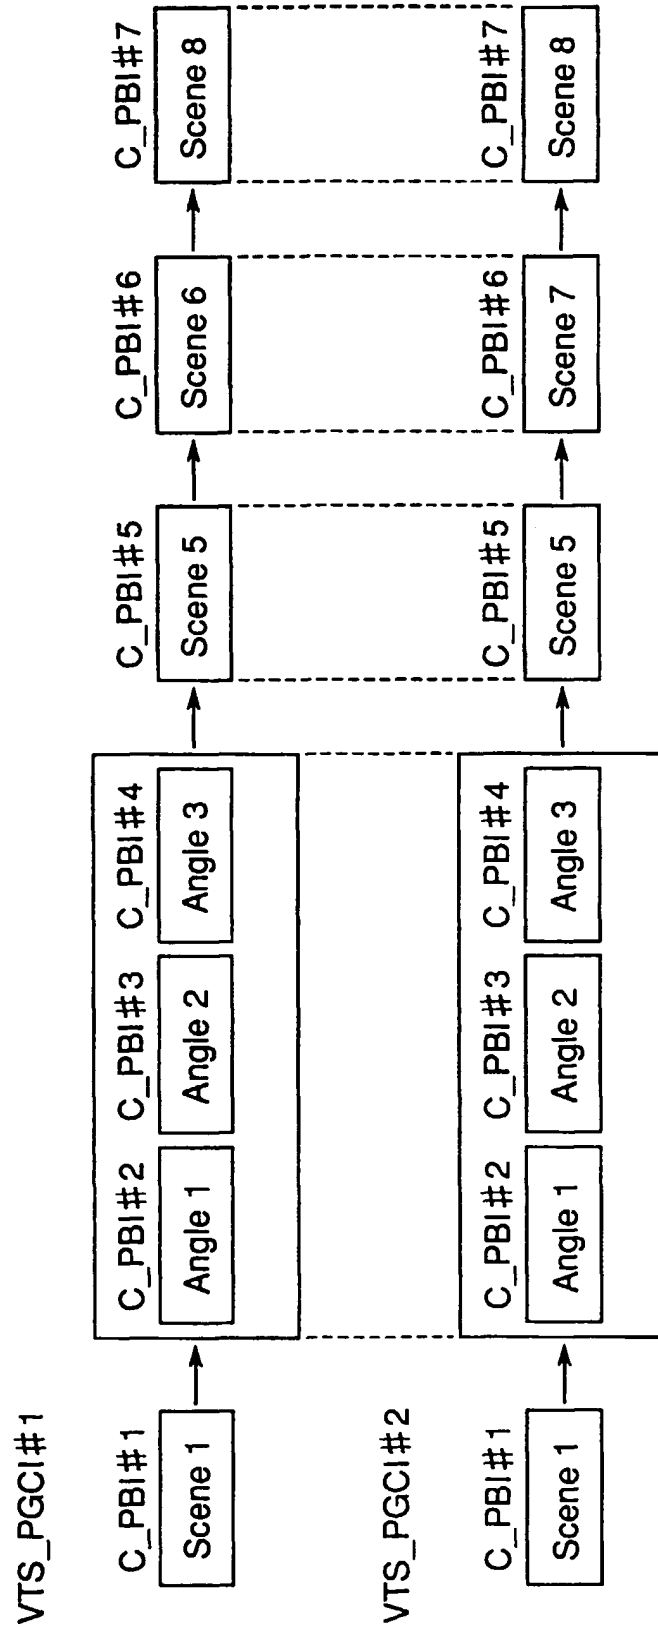 VTS_PGCI#1
C_PBI#1
Scene 1
C_PBI#2
Angle 1
C_PBI#3
Angle 2
C_PBI#4
Angle 3
C_PBI#5
Scene 5
C_PBI#6
Scene 6
C_PBI#7
Scene 8
VTS_PGCI#2
C_PBI#1
Scene 1
C_PBI#2
Angle 1
C_PBI#3
Angle 2
C_PBI#4
Angle 3
C_PBI#5
Scene 5
C_PBI#6
Scene 7
C_PBI#7
Scene 8